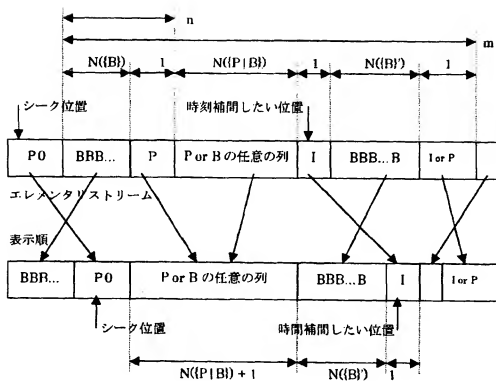 n
m
N({B}) 1 N({P|B}) 1 N({B}') 1
シーク位置 時刻補間したい位置
P0 BBB... P P or B の任意の列 I BBB...B I or P
エレメンタリストリーム
表示順
BBB... P0 P or B の任意の列 BBB...B I I or P
シーク位置 時間補間したい位置
N({P|B}) + 1 N({B}') 1